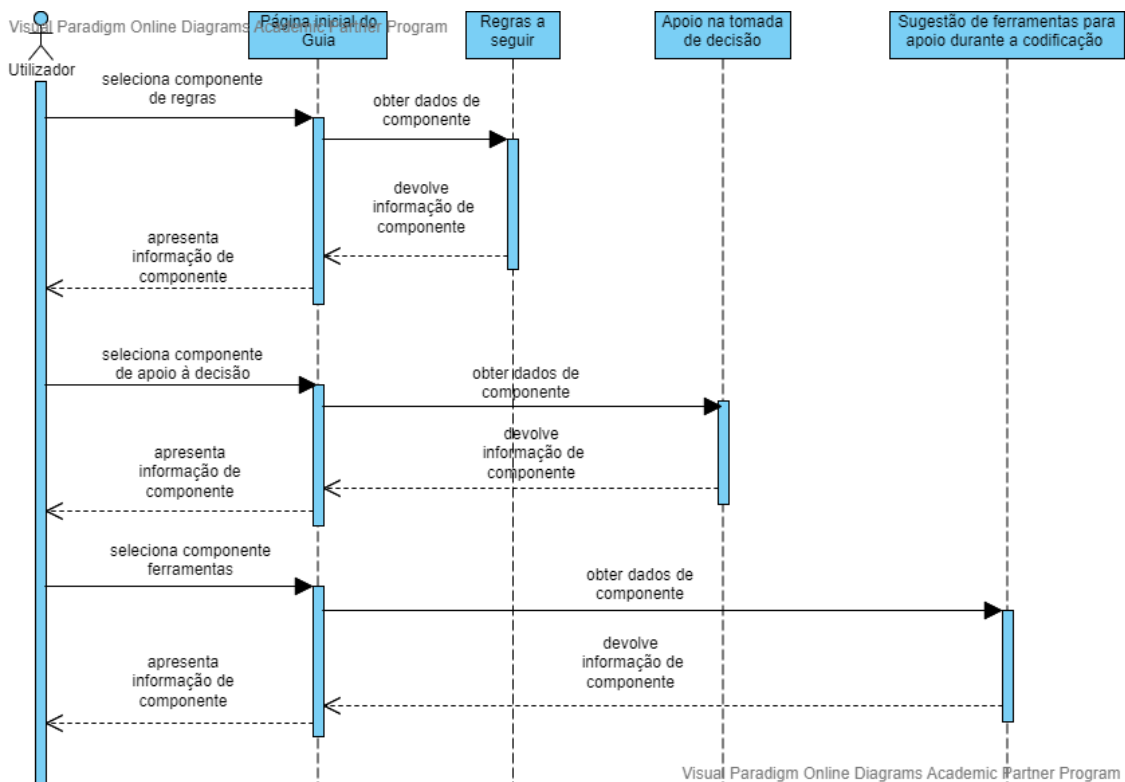 Visual Paradigm Online Diagrams Academic Partner Program
Utilizador
Página inicial do
Guia
Regras a
seguir
Apoio na tomada
de decisão
Sugestão de ferramentas para
apoio durante a codificação
seleciona componente
de regras
obter dados de
componente
devolve
informação de
componente
apresenta
informação de
componente
seleciona componente
de apoio à decisão
obter dados de
componente
devolve
informação de
componente
apresenta
informação de
componente
seleciona componente
ferramentas
obter dados de
componente
devolve
informação de
componente
apresenta
informação de
componente
Visual Paradigm Online Diagrams Academic Partner Program